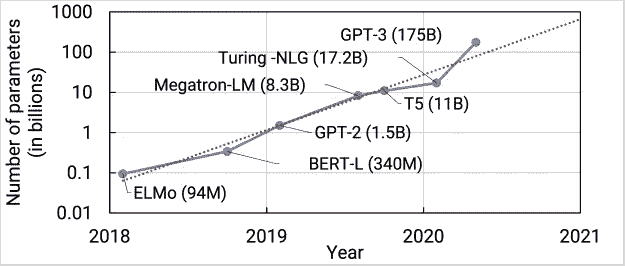 Number of parameters
(in billions)
1000
100
10
1
0.1
0.01
GPT-3 (175B)
Turing -NLG (17.2B)
Megatron-LM (8.3B)
T5 (11B)
GPT-2 (1.5B)
BERT-L (340M)
ELMo (94M)
2018
2019
2020
2021
Year